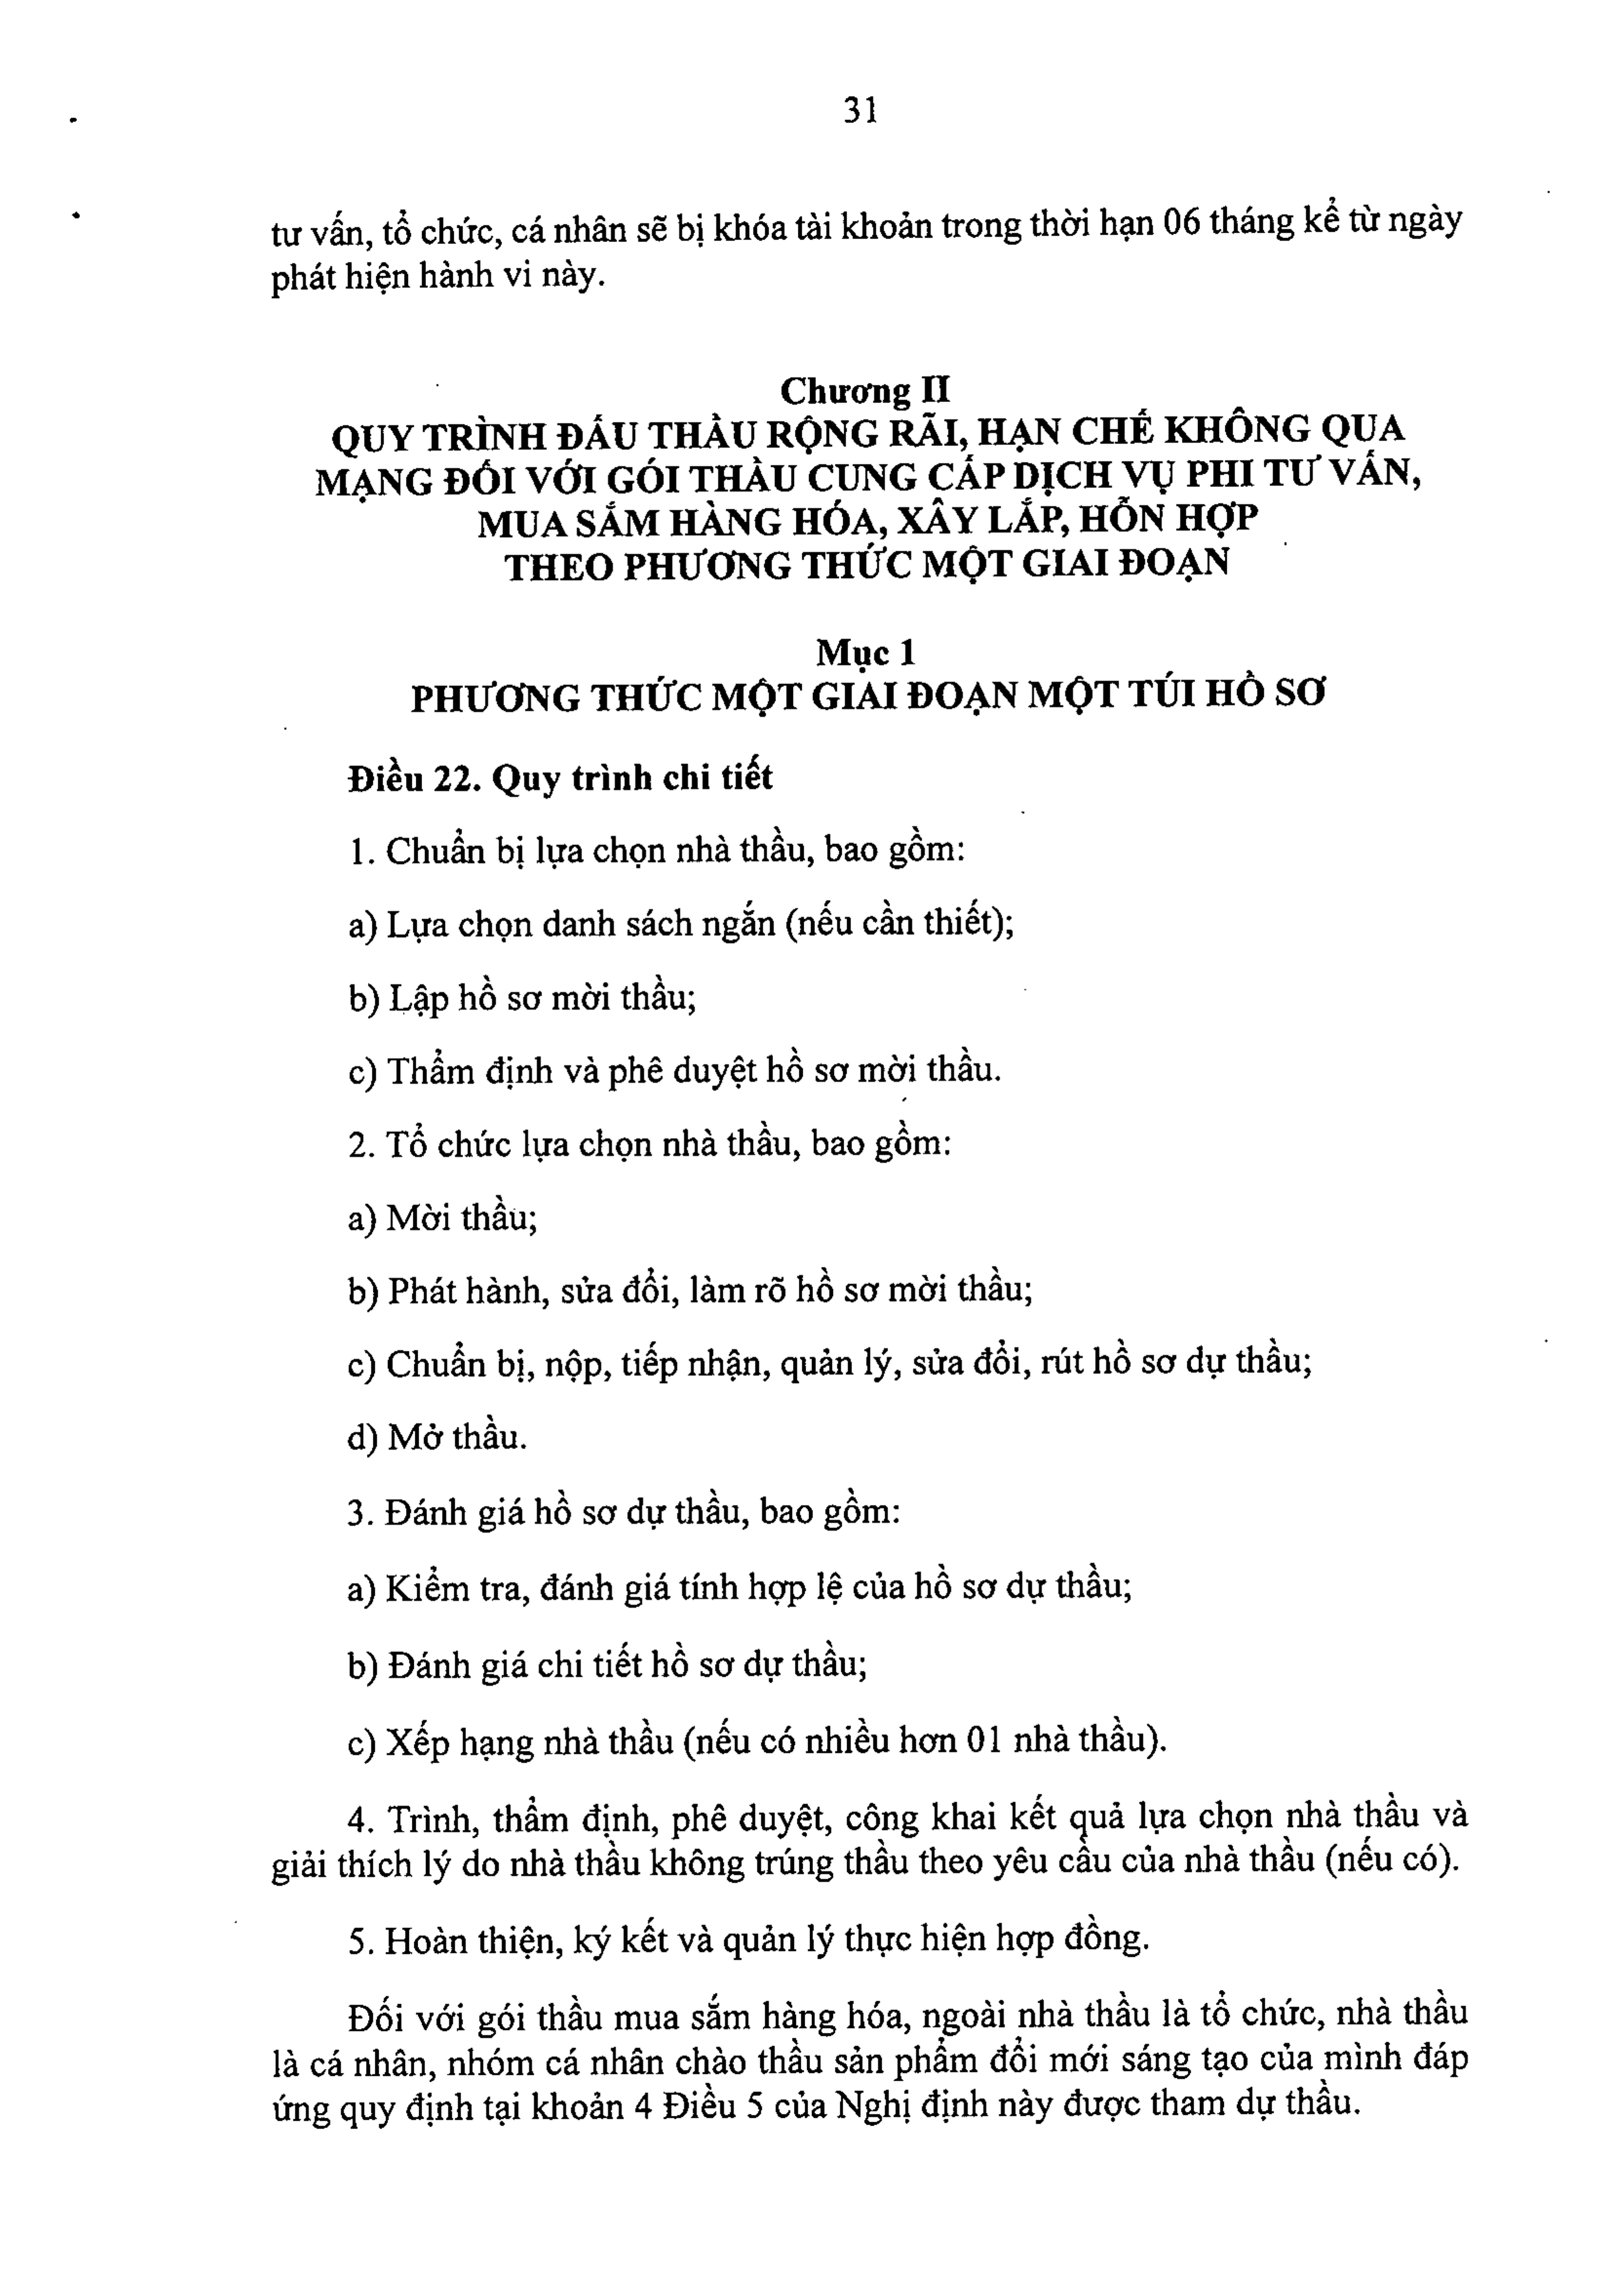 31
tư vấn, tổ chức, cá nhân sẽ bị khóa tài khoản trong thời hạn 06 tháng kể từ ngày
phát hiện hành vi này.
Chương II
QUY TRÌNH ĐẤU THẦU RỘNG RÃI, HẠN CHẾ KHÔNG QUA
MẠNG ĐỐI VỚI GÓI THẦU CUNG CẤP DỊCH VỤ PHI TƯ VẤN,
MUA SẮM HÀNG HÓA, XÂY LẮP, HỖN HỢP
THEO PHƯƠNG THỨC MỘT GIAI ĐOẠN
Mục 1
PHƯƠNG THỨC MỘT GIAI ĐOẠN MỘT TÚI HỒ SƠ
Điều 22. Quy trình chi tiết
1. Chuẩn bị lựa chọn nhà thầu, bao gồm:
a) Lựa chọn danh sách ngắn (nếu cần thiết);
b) Lập hồ sơ mời thầu;
c) Thẩm định và phê duyệt hồ sơ mời thầu.
2. Tổ chức lựa chọn nhà thầu, bao gồm:
a) Mời thầu;
b) Phát hành, sửa đổi, làm rõ hồ sơ mời thầu;
c) Chuẩn bị, nộp, tiếp nhận, quản lý, sửa đổi, rút hồ sơ dự thầu;
d) Mở thầu.
3. Đánh giá hồ sơ dự thầu, bao gồm:
a) Kiểm tra, đánh giá tính hợp lệ của hồ sơ dự thầu;
b) Đánh giá chi tiết hồ sơ dự thầu;
c) Xếp hạng nhà thầu (nếu có nhiều hơn 01 nhà thầu).
4. Trình, thẩm định, phê duyệt, công khai kết quả lựa chọn nhà thầu và
giải thích lý do nhà thầu không trúng thầu theo yêu cầu của nhà thầu (nếu có).
5. Hoàn thiện, ký kết và quản lý thực hiện hợp đồng.
Đối với gói thầu mua sắm hàng hóa, ngoài nhà thầu là tổ chức, nhà thầu
là cá nhân, nhóm cá nhân chào thầu sản phẩm đổi mới sáng tạo của mình đáp
ứng quy định tại khoản 4 Điều 5 của Nghị định này được tham dự thầu.